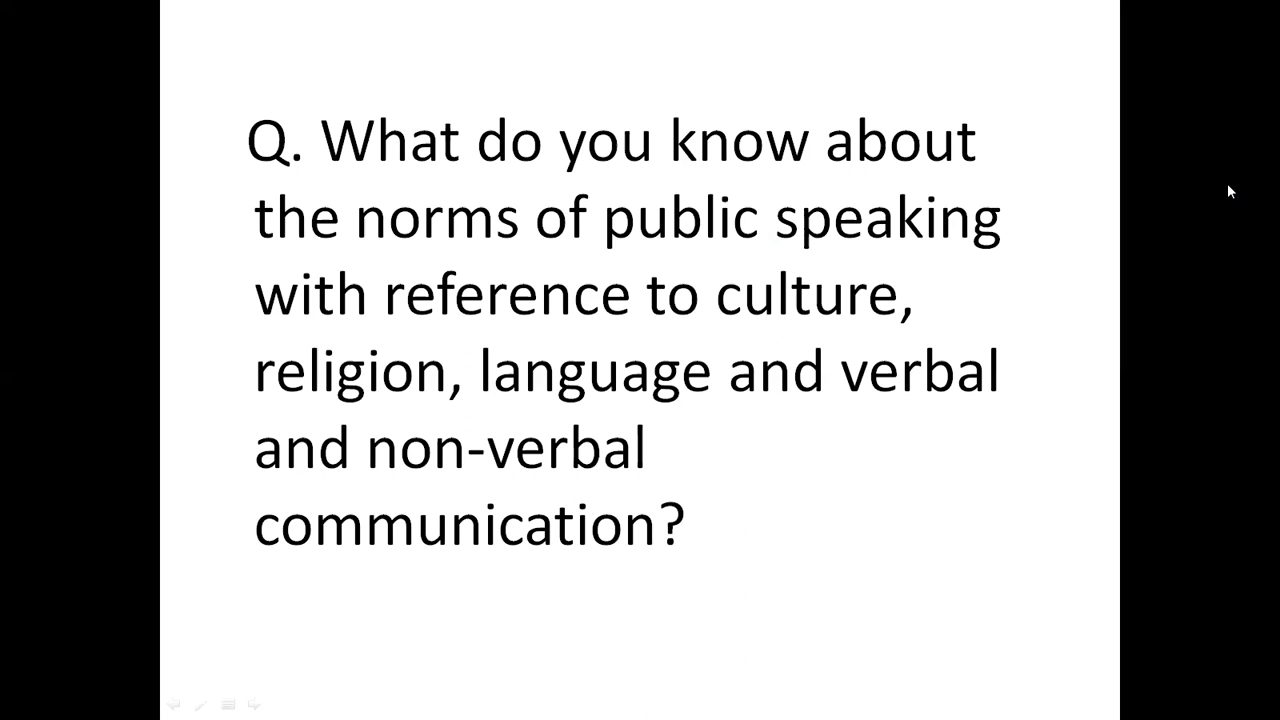 Q. What do you know about
the norms of public speaking
with reference to culture,
religion, language and verbal
and non-verbal
communication?